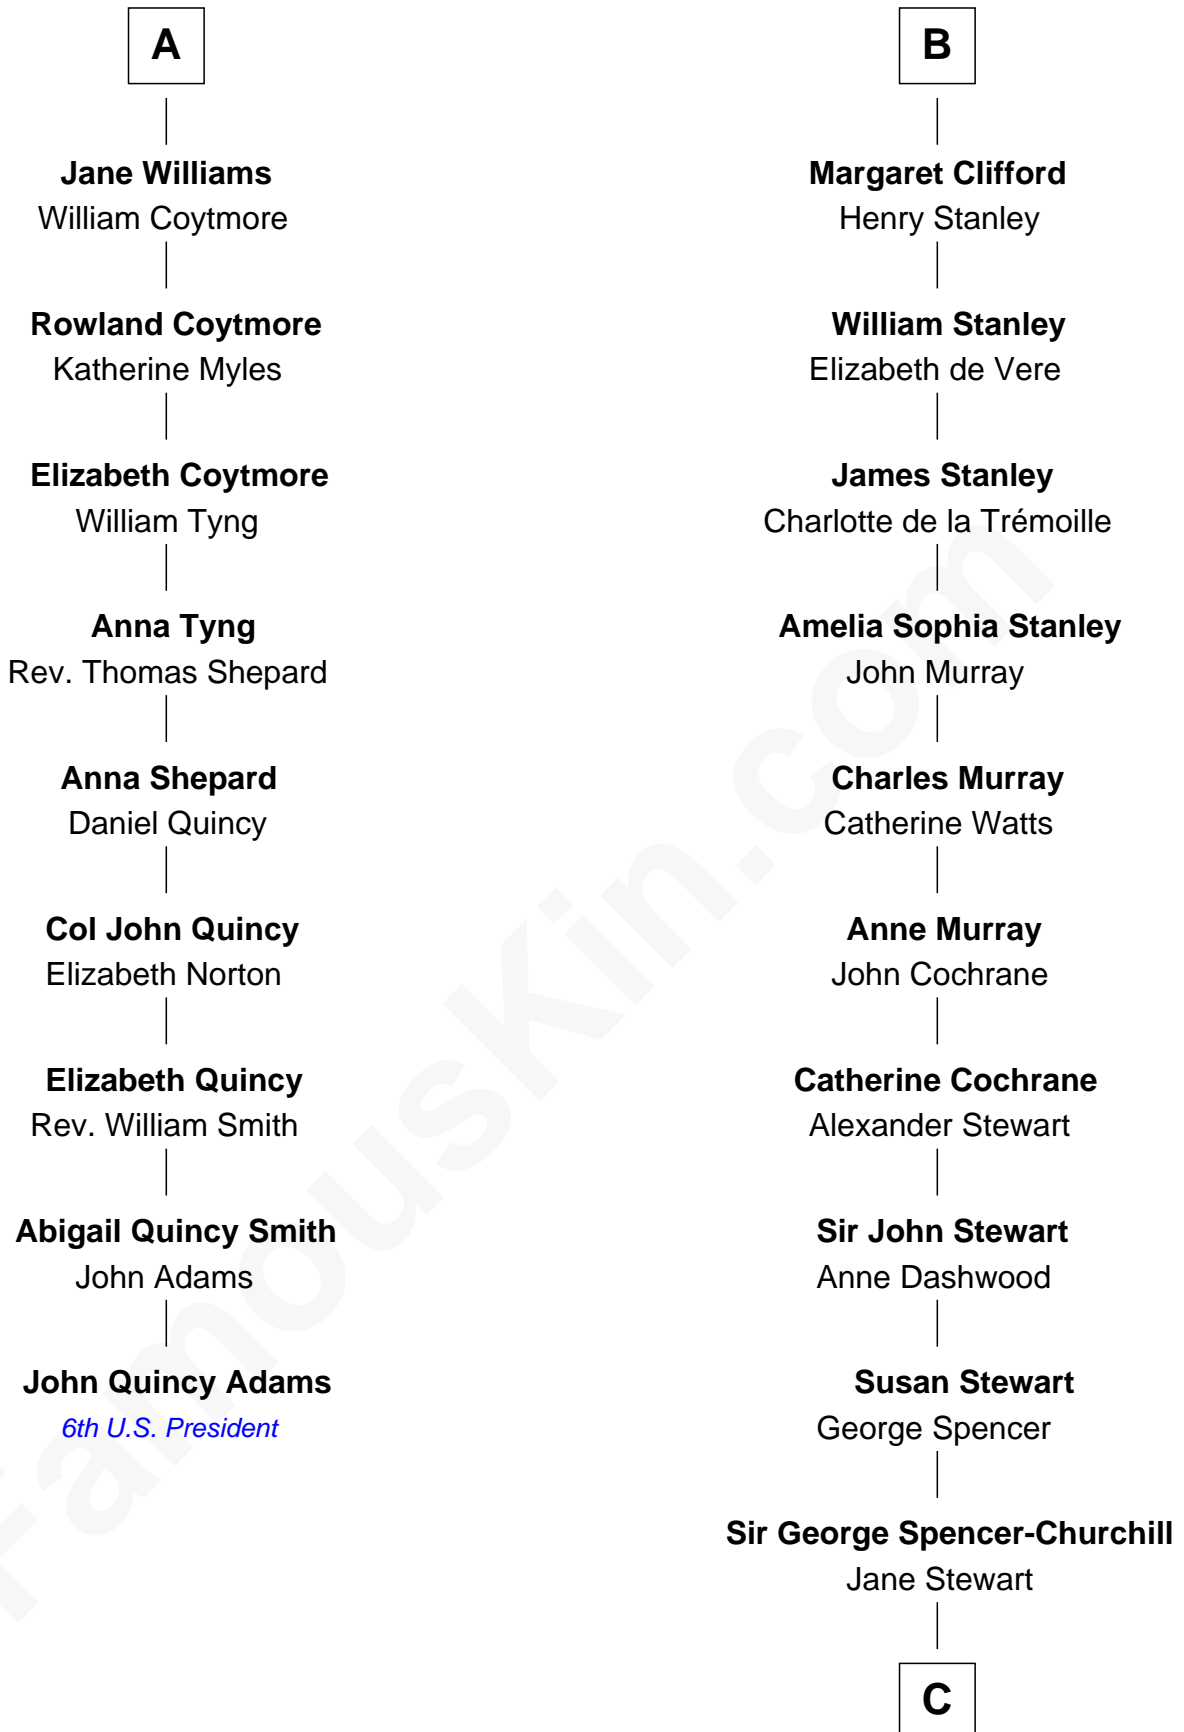 A
Jane Williams
William Coytmore
Rowland Coytmore
Katherine Myles
Elizabeth Coytmore
William Tyng
Anna Tyng
Rev. Thomas Shepard
Anna Shepard
Daniel Quincy
Col John Quincy
Elizabeth Norton
Elizabeth Quincy
Rev. William Smith
Abigail Quincy Smith
John Adams
John Quincy Adams
6th U.S. President
B
Margaret Clifford
Henry Stanley
William Stanley
Elizabeth de Vere
James Stanley
Charlotte de la Trémoille
Amelia Sophia Stanley
John Murray
Charles Murray
Catherine Watts
Anne Murray
John Cochrane
Catherine Cochrane
Alexander Stewart
Sir John Stewart
Anne Dashwood
Susan Stewart
George Spencer
Sir George Spencer-Churchill
Jane Stewart
C
FamousKin.com